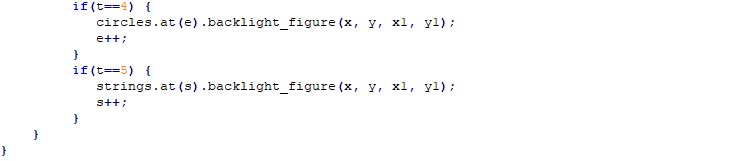 if(t==4) {
circles.at(e).backlight_figure(x, y, x1, y1);
e++;
}
if(t==5) {
strings.at(s).backlight_figure(x, y, x1, y1);
s++;
}
}
}